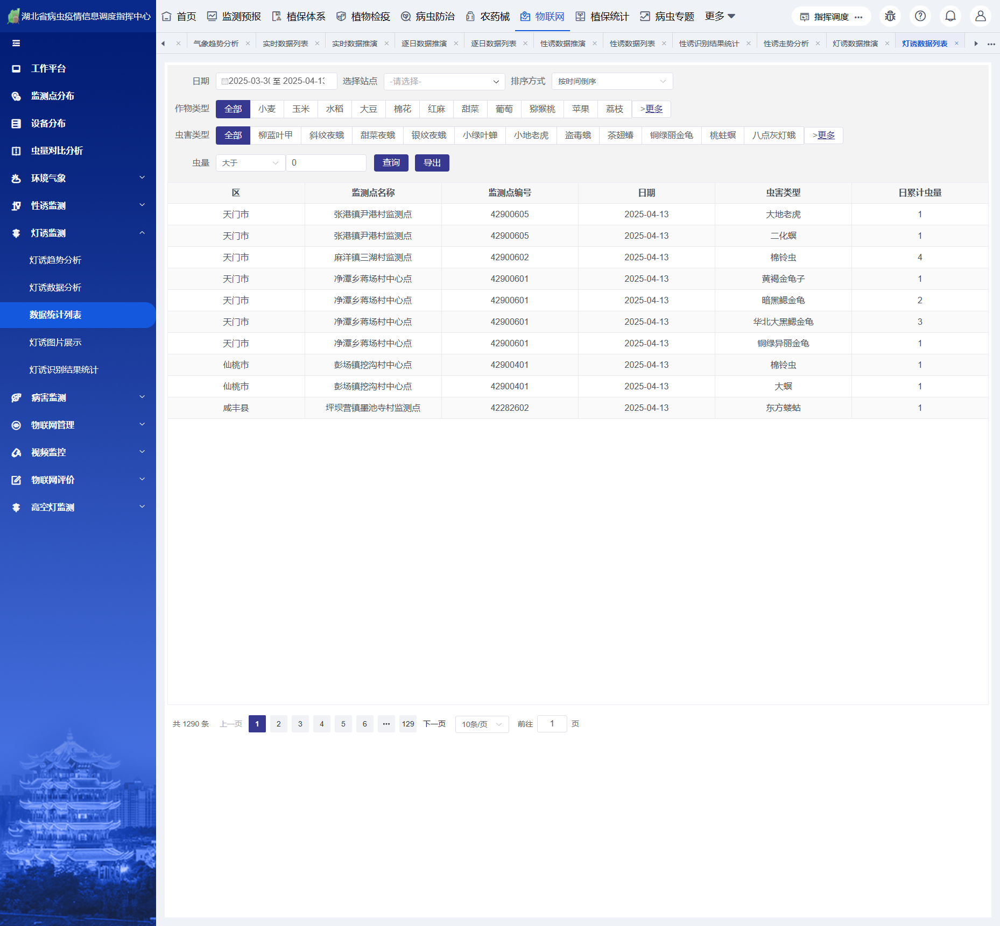 湖北省病虫疫情信息调度指挥中心 首页 监测预报 植保体系 植物检疫 病虫防治 农药械 物联网 植保统计 病虫专题 更多 指挥调度
气象趋势分析 实时数据列表 实时数据推演 逐日数据推演 逐日数据列表 性诱数据推演 性诱数据列表 性诱识别结果统计 性诱走势分析 灯诱数据推演 灯诱数据列表
工作平台
监测点分布
设备分布
虫量对比分析
环境气象
性诱监测
灯诱监测
灯诱趋势分析
灯诱数据分析
数据统计列表
灯诱图片展示
灯诱识别结果统计
病害监测
物联网管理
视频监控
物联网评价
高空灯监测
日期 2025-03-30 至 2025-04-13 选择站点 -请选择- 排序方式 按时间倒序
作物类型 全部 小麦 玉米 水稻 大豆 棉花 红麻 甜菜 葡萄 猕猴桃 苹果 荔枝 >更多
虫害类型 全部 柳蓝叶甲 斜纹夜蛾 甜菜夜蛾 银纹夜蛾 小绿叶蝉 小地老虎 盗毒蛾 茶翅蝽 铜绿丽金龟 桃蛀螟 八点灰灯蛾 >更多
虫量 大于 0 查询 导出
区 监测点名称 监测点编号 日期 虫害类型 日累计虫量
天门市 张港镇尹港村监测点 42900605 2025-04-13 大地老虎 1
天门市 张港镇尹港村监测点 42900605 2025-04-13 二化螟 1
天门市 麻洋镇三湖村监测点 42900602 2025-04-13 棉铃虫 4
天门市 净潭乡蒋场村中心点 42900601 2025-04-13 黄褐金龟子 1
天门市 净潭乡蒋场村中心点 42900601 2025-04-13 暗黑鳃金龟 2
天门市 净潭乡蒋场村中心点 42900601 2025-04-13 华北大黑鳃金龟 3
天门市 净潭乡蒋场村中心点 42900601 2025-04-13 铜绿异丽金龟 1
仙桃市 彭场镇挖沟村中心点 42900401 2025-04-13 棉铃虫 1
仙桃市 彭场镇挖沟村中心点 42900401 2025-04-13 大螟 1
咸丰县 坪坝营镇墨池寺村监测点 42282602 2025-04-13 东方蝼蛄 1
共 1290 条 上一页 1 2 3 4 5 6 ••• 129 下一页 10条/页 前往 1 页